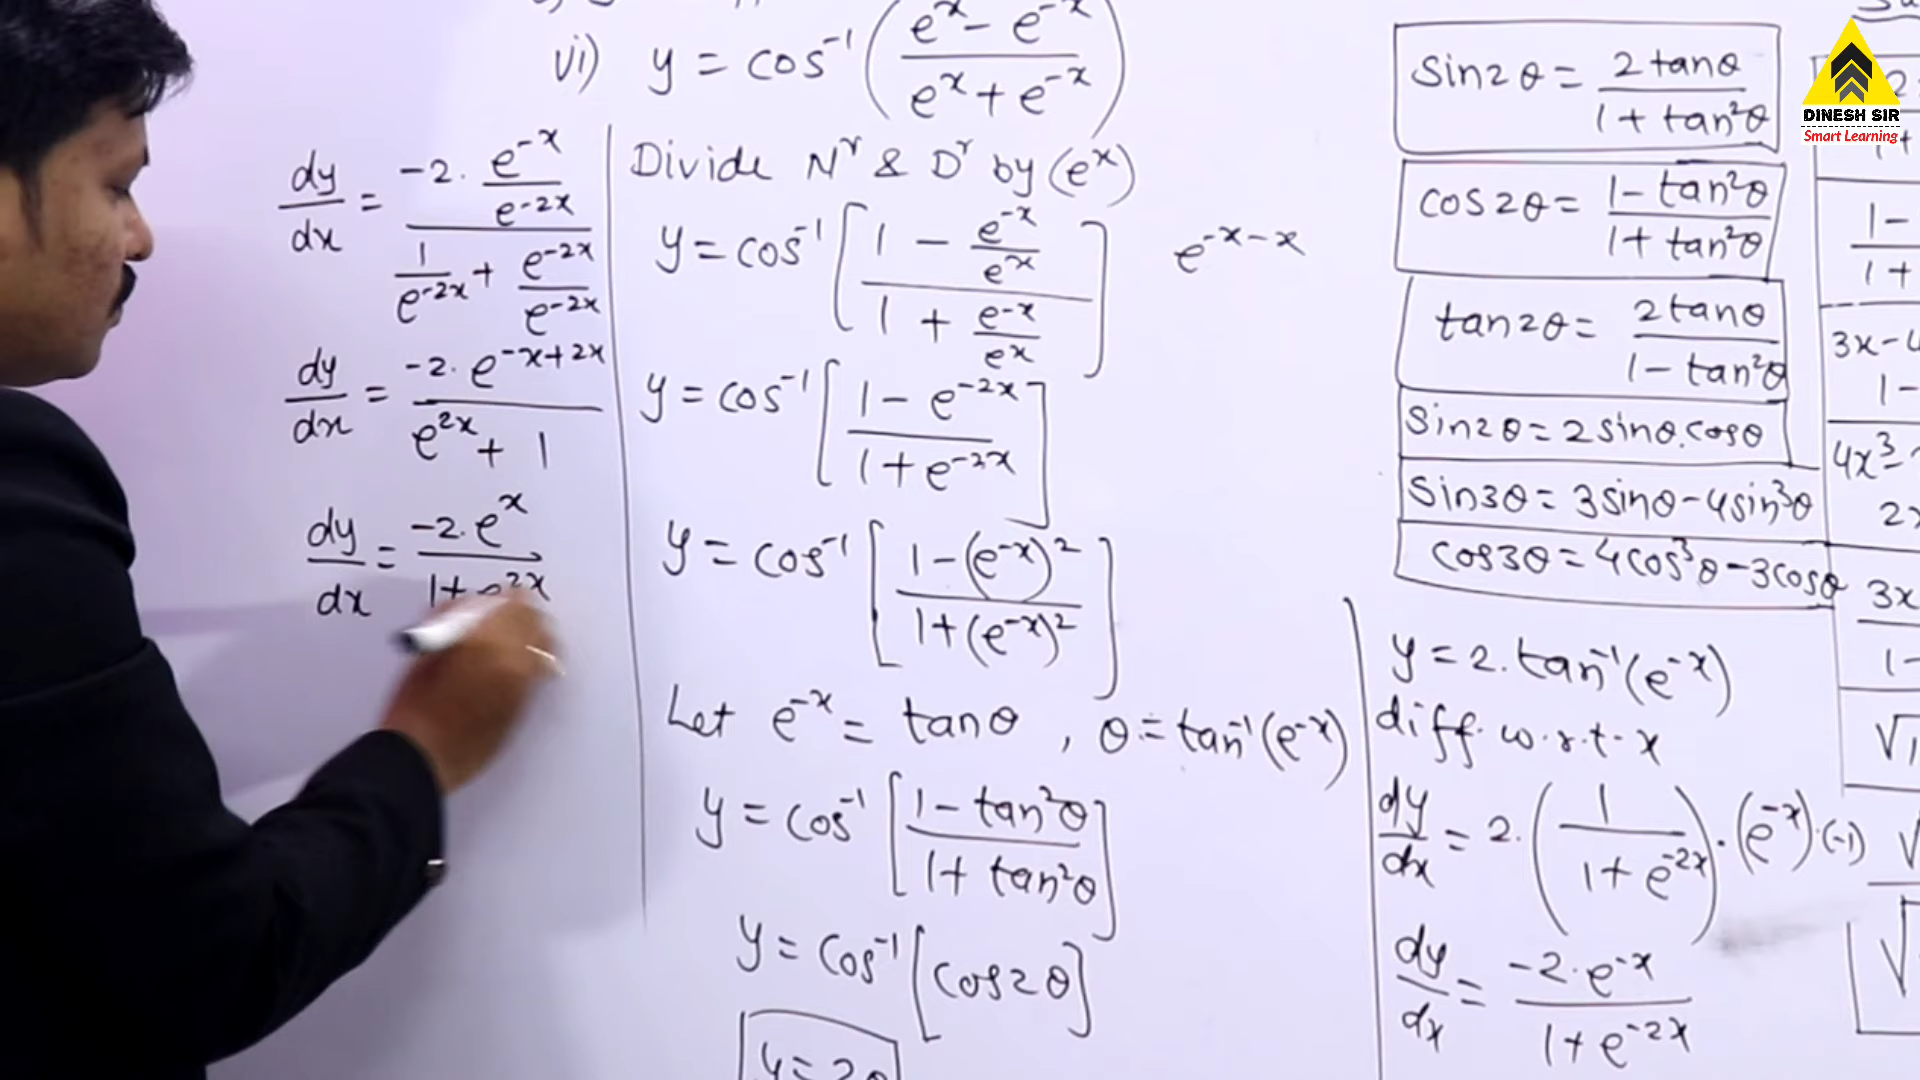 vi) y = cos⁻¹ ( (eˣ − e⁻ˣ) / (eˣ + e⁻ˣ) )
Divide Nʳ & Dʳ by (eˣ)
y = cos⁻¹ [ (1 − e⁻ˣ/eˣ) / (1 + e⁻ˣ/eˣ) ]
e^(−x−x)
y = cos⁻¹ [ (1 − e⁻²ˣ) / (1 + e⁻²ˣ) ]
y = cos⁻¹ [ (1 − (e⁻ˣ)²) / (1 + (e⁻ˣ)²) ]
Let e⁻ˣ = tanθ , θ = tan⁻¹(e⁻ˣ)
y = cos⁻¹ [ (1 − tan²θ) / (1 + tan²θ) ]
y = cos⁻¹ [cos2θ]
y = 2θ
y = 2.tan⁻¹(e⁻ˣ)
diff. w.r.t. x
dy/dx = 2. ( 1 / (1 + e⁻²ˣ) ) . (e⁻ˣ).(-1)
dy/dx = −2.e⁻ˣ / (1 + e⁻²ˣ)
dy/dx = (−2. e⁻ˣ/e⁻²ˣ) / (1/e⁻²ˣ + e⁻²ˣ/e⁻²ˣ)
dy/dx = −2.e^(−x+2x) / (e²ˣ + 1)
dy/dx = −2.eˣ / (1 + e²ˣ)
sin2θ = 2tanθ / (1 + tan²θ)
cos2θ = (1 − tan²θ) / (1 + tan²θ)
tan2θ = 2tanθ / (1 − tan²θ)
sin2θ = 2sinθ.cosθ
sin3θ = 3sinθ − 4sin³θ
cos3θ = 4cos³θ − 3cosθ
DINESH SIR
Smart Learning